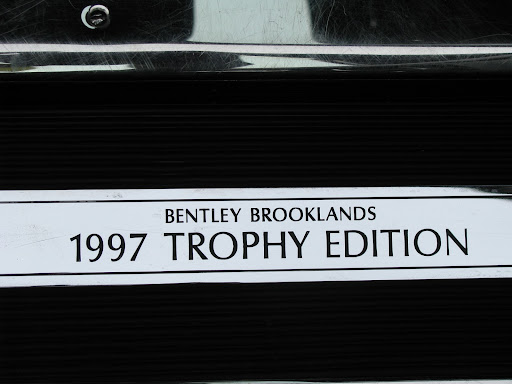 BENTLEY BROOKLANDS
1997 TROPHY EDITION